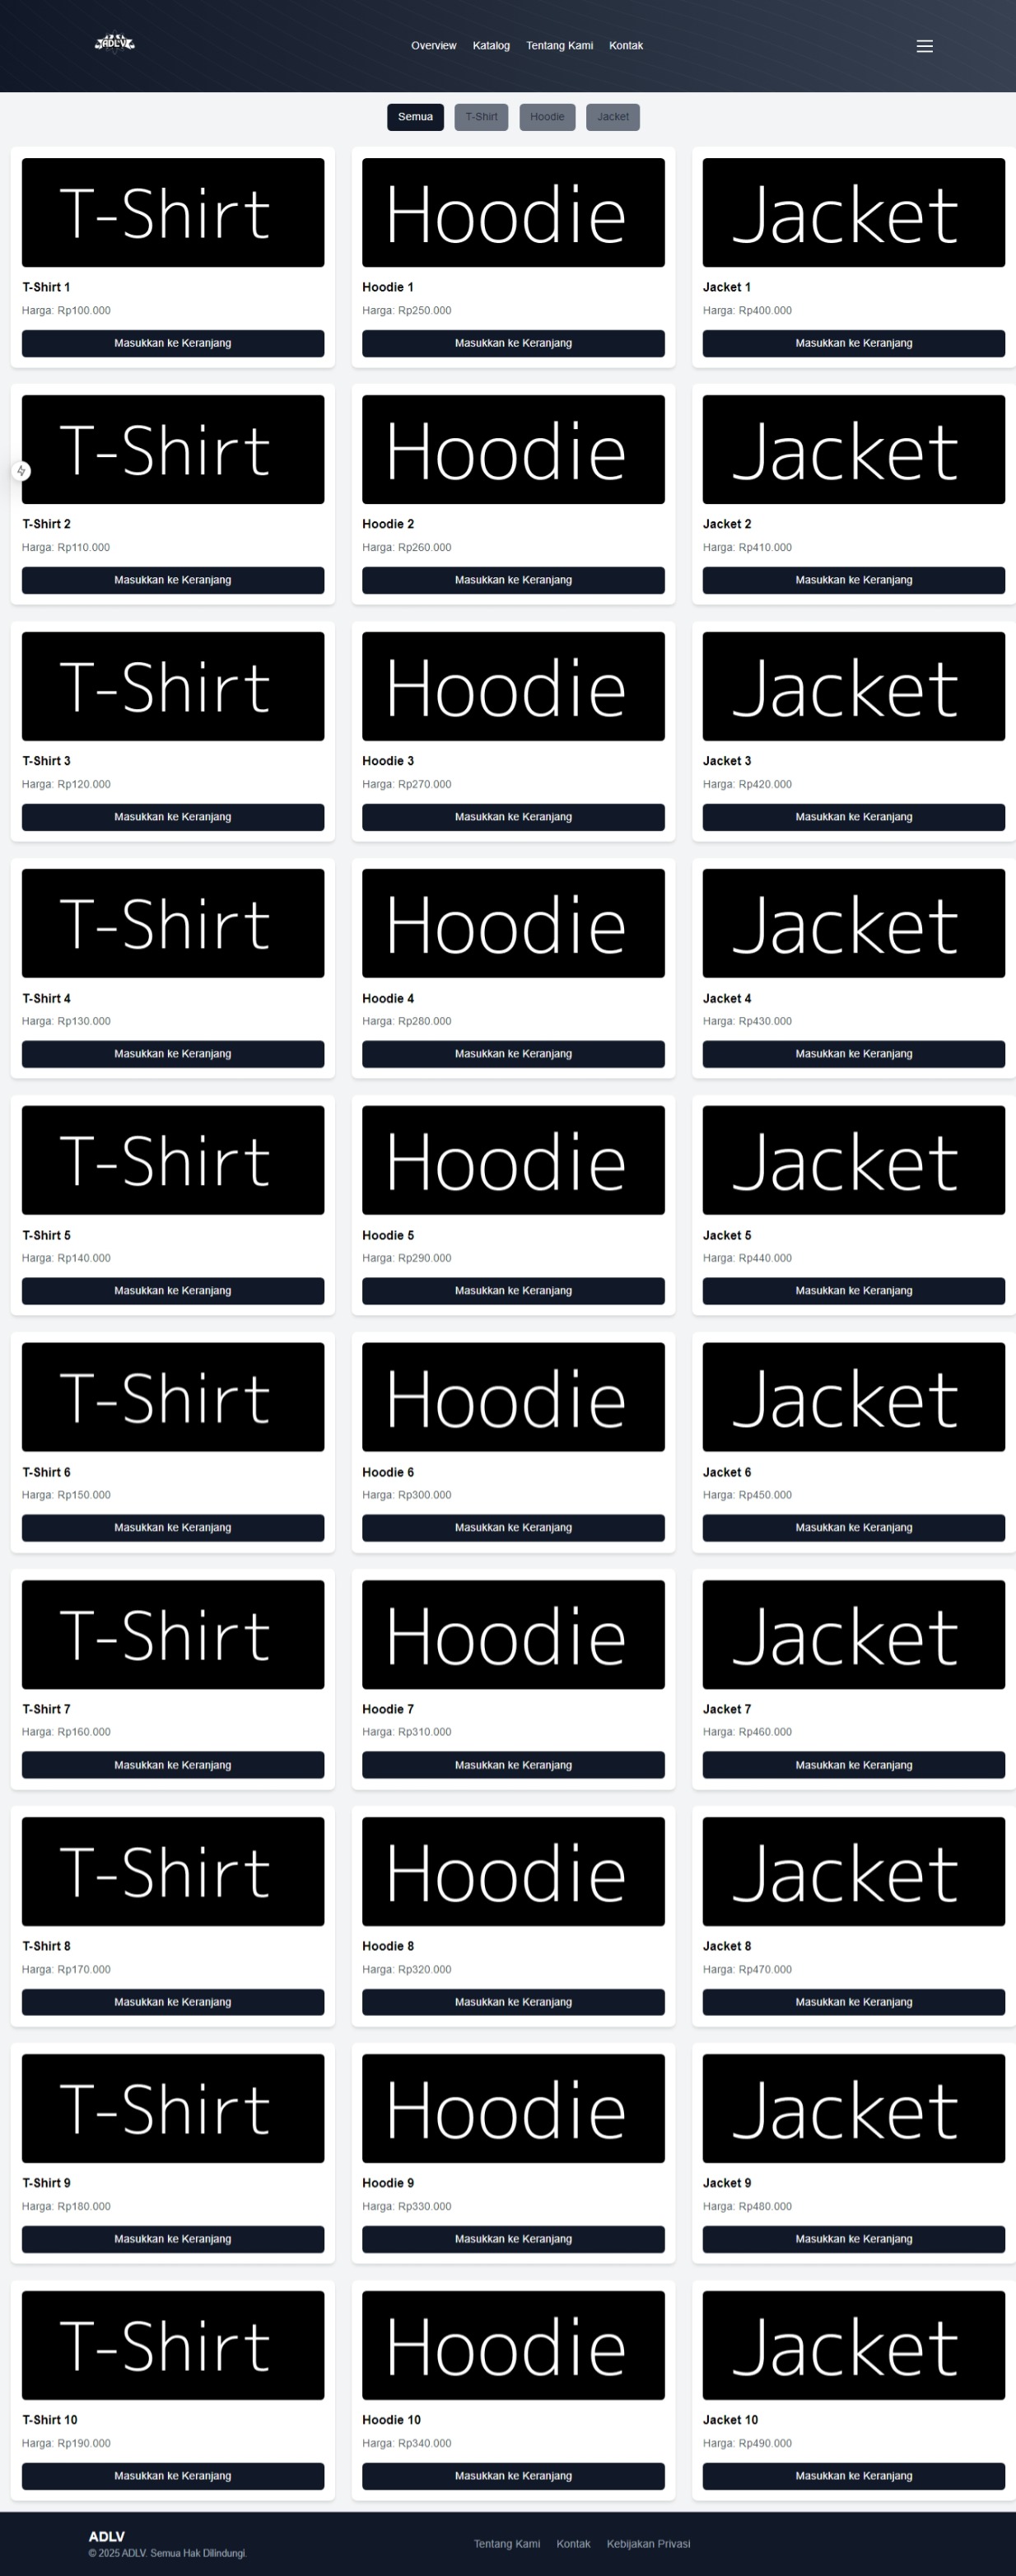 ADLV
Overview Katalog Tentang Kami Kontak
Semua T-Shirt Hoodie Jacket
T-Shirt Hoodie Jacket
T-Shirt 1 Hoodie 1 Jacket 1
Harga: Rp100.000 Harga: Rp250.000 Harga: Rp400.000
Masukkan ke Keranjang Masukkan ke Keranjang Masukkan ke Keranjang
T-Shirt Hoodie Jacket
T-Shirt 2 Hoodie 2 Jacket 2
Harga: Rp110.000 Harga: Rp260.000 Harga: Rp410.000
Masukkan ke Keranjang Masukkan ke Keranjang Masukkan ke Keranjang
T-Shirt Hoodie Jacket
T-Shirt 3 Hoodie 3 Jacket 3
Harga: Rp120.000 Harga: Rp270.000 Harga: Rp420.000
Masukkan ke Keranjang Masukkan ke Keranjang Masukkan ke Keranjang
T-Shirt Hoodie Jacket
T-Shirt 4 Hoodie 4 Jacket 4
Harga: Rp130.000 Harga: Rp280.000 Harga: Rp430.000
Masukkan ke Keranjang Masukkan ke Keranjang Masukkan ke Keranjang
T-Shirt Hoodie Jacket
T-Shirt 5 Hoodie 5 Jacket 5
Harga: Rp140.000 Harga: Rp290.000 Harga: Rp440.000
Masukkan ke Keranjang Masukkan ke Keranjang Masukkan ke Keranjang
T-Shirt Hoodie Jacket
T-Shirt 6 Hoodie 6 Jacket 6
Harga: Rp150.000 Harga: Rp300.000 Harga: Rp450.000
Masukkan ke Keranjang Masukkan ke Keranjang Masukkan ke Keranjang
T-Shirt Hoodie Jacket
T-Shirt 7 Hoodie 7 Jacket 7
Harga: Rp160.000 Harga: Rp310.000 Harga: Rp460.000
Masukkan ke Keranjang Masukkan ke Keranjang Masukkan ke Keranjang
T-Shirt Hoodie Jacket
T-Shirt 8 Hoodie 8 Jacket 8
Harga: Rp170.000 Harga: Rp320.000 Harga: Rp470.000
Masukkan ke Keranjang Masukkan ke Keranjang Masukkan ke Keranjang
T-Shirt Hoodie Jacket
T-Shirt 9 Hoodie 9 Jacket 9
Harga: Rp180.000 Harga: Rp330.000 Harga: Rp480.000
Masukkan ke Keranjang Masukkan ke Keranjang Masukkan ke Keranjang
T-Shirt Hoodie Jacket
T-Shirt 10 Hoodie 10 Jacket 10
Harga: Rp190.000 Harga: Rp340.000 Harga: Rp490.000
Masukkan ke Keranjang Masukkan ke Keranjang Masukkan ke Keranjang
ADLV
© 2025 ADLV. Semua Hak Dilindungi.
Tentang Kami Kontak Kebijakan Privasi